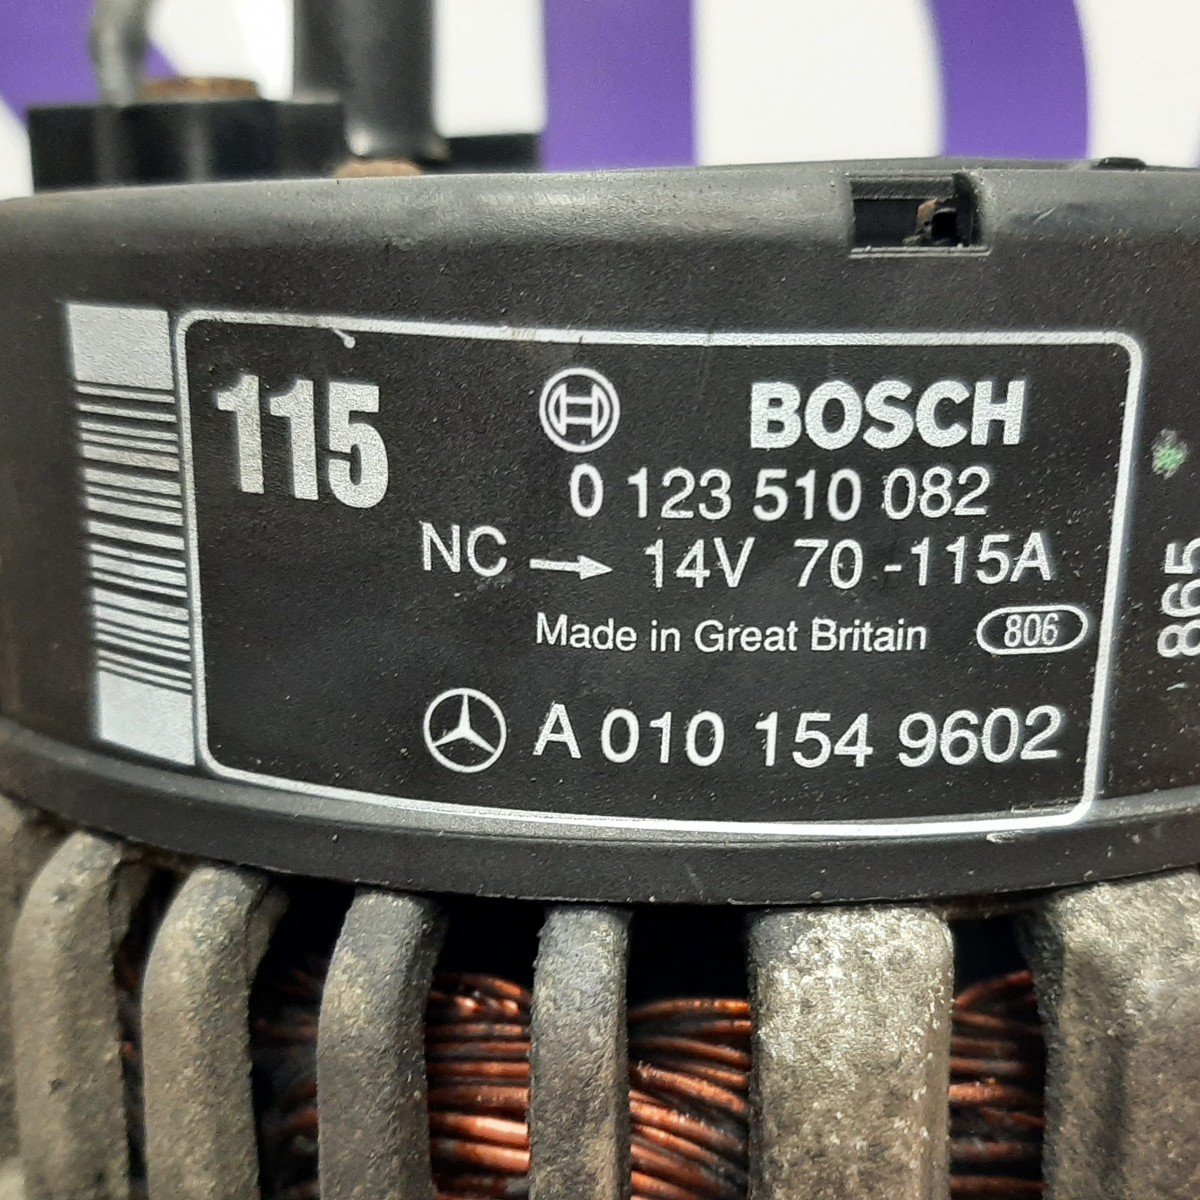 115
BOSCH
0 123 510 082
NC → 14V 70 -115A
Made in Great Britain 806
A 010 154 9602
865